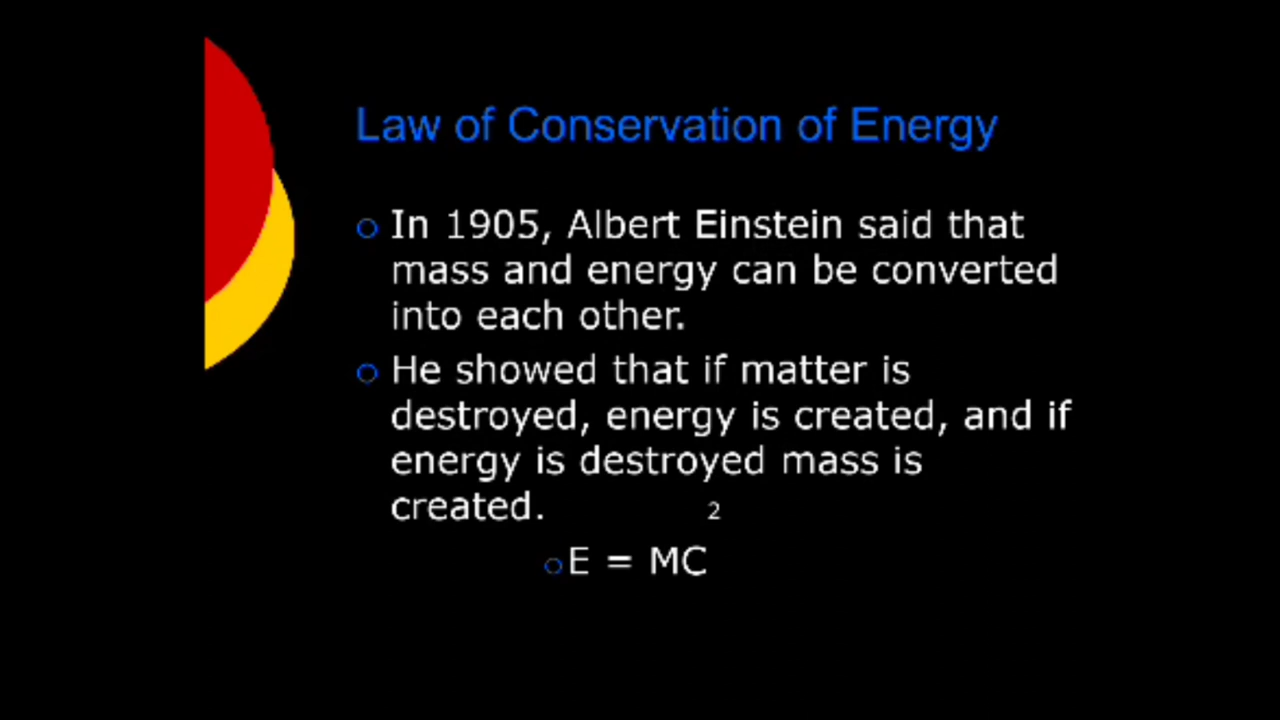 Law of Conservation of Energy
In 1905, Albert Einstein said that
mass and energy can be converted
into each other.
He showed that if matter is
destroyed, energy is created, and if
energy is destroyed mass is
created.
2
E = MC